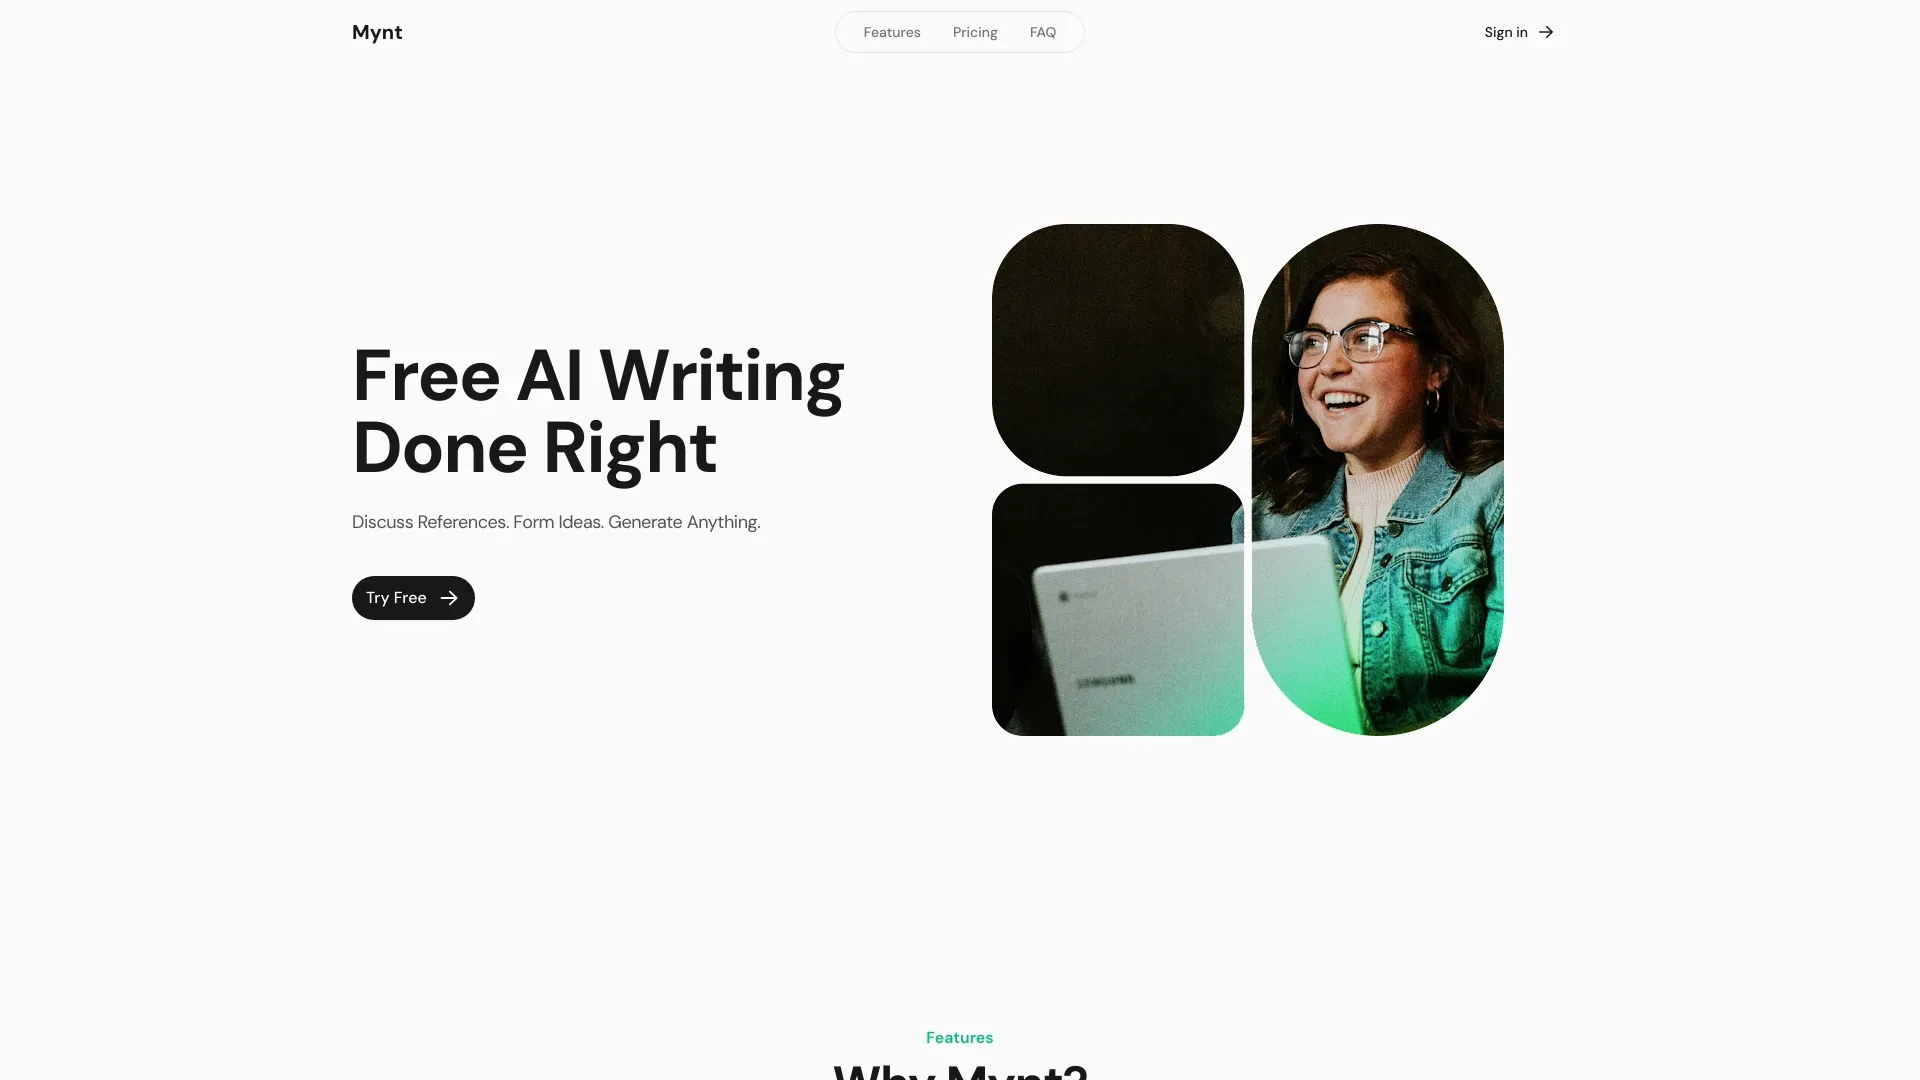 Mynt
Features
Pricing
FAQ
Sign in
Free AI Writing
Done Right
Discuss References. Form Ideas. Generate Anything.
Try Free
SAMSUNG
Features
Why Mynt?